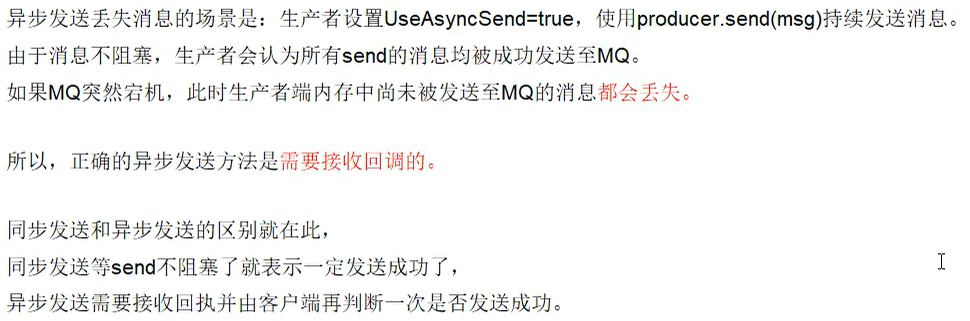 异步发送丢失消息的场景是：生产者设置UseAsyncSend=true，使用producer.send(msg)持续发送消息。
由于消息不阻塞，生产者会认为所有send的消息均被成功发送至MQ。
如果MQ突然宕机，此时生产者端内存中尚未被发送至MQ的消息都会丢失。
所以，正确的异步发送方法是需要接收回调的。
同步发送和异步发送的区别就在此，
同步发送等send不阻塞了就表示一定发送成功了，
异步发送需要接收回执并由客户端再判断一次是否发送成功。